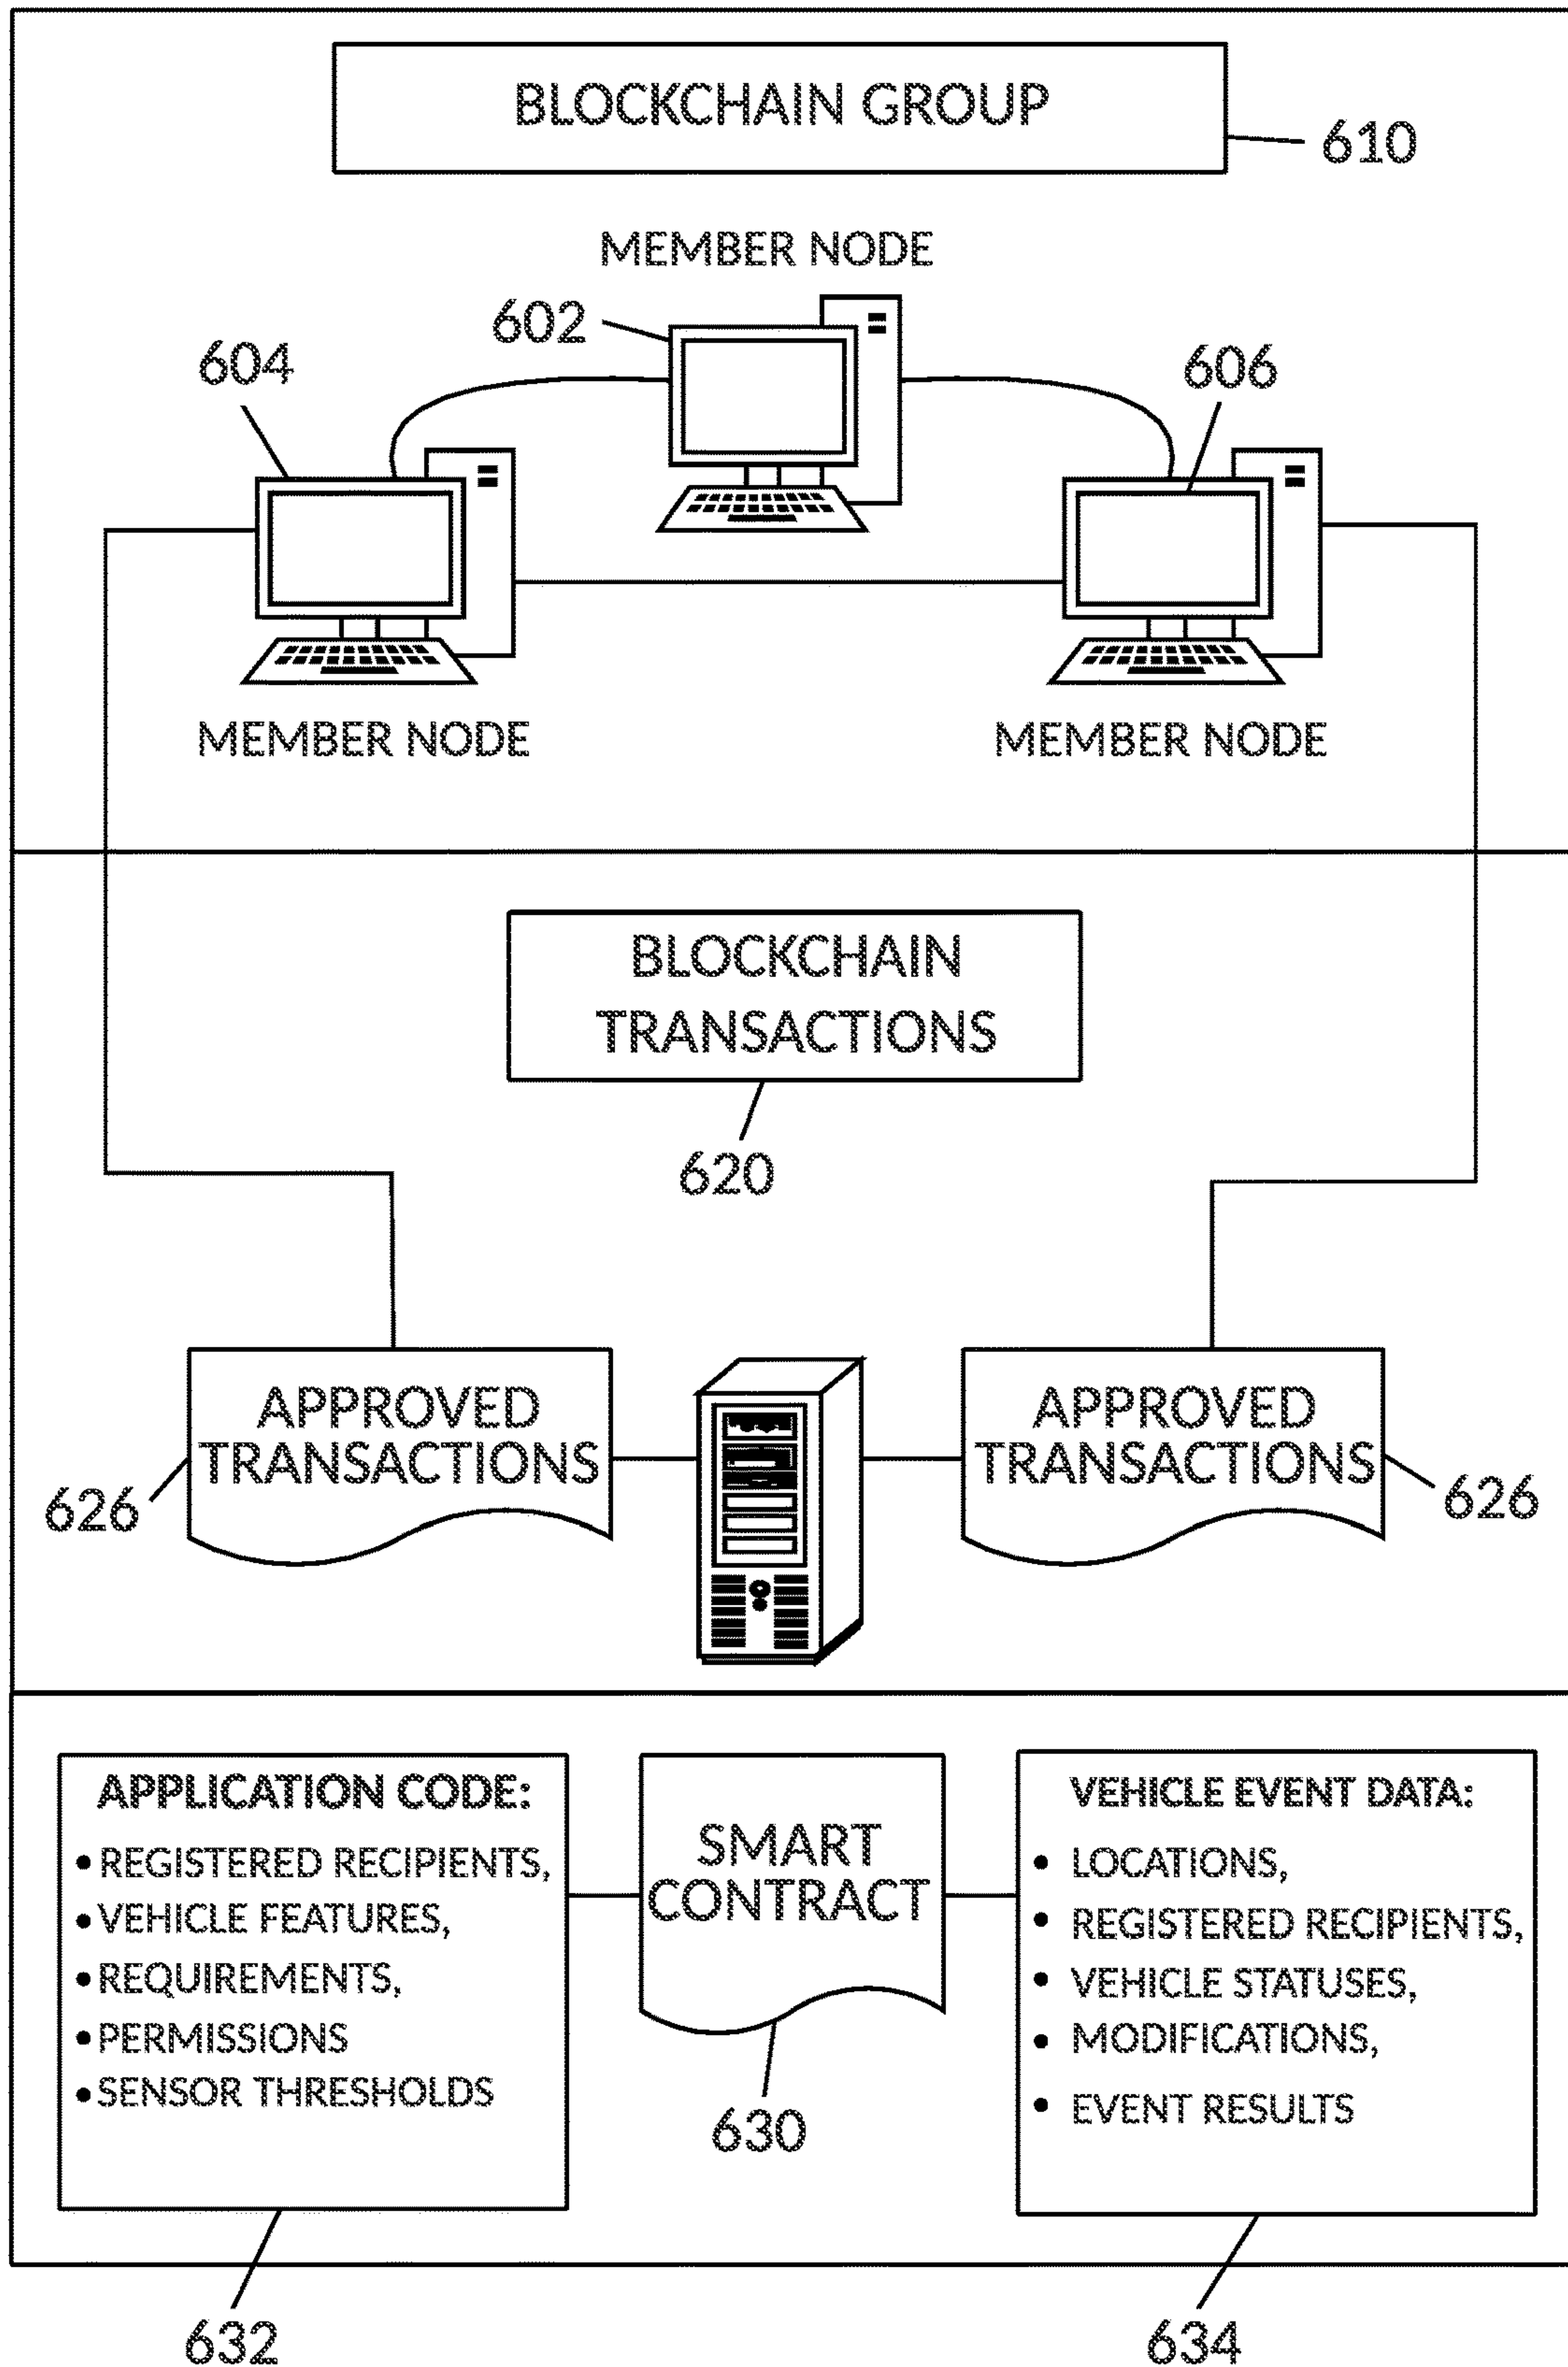 BLOCKCHAIN GROUP
610
MEMBER NODE
602
604
606
MEMBER NODE
MEMBER NODE
BLOCKCHAIN
TRANSACTIONS
620
APPROVED
TRANSACTIONS
626
APPROVED
TRANSACTIONS
626
APPLICATION CODE:
• REGISTERED RECIPIENTS,
• VEHICLE FEATURES,
• REQUIREMENTS,
• PERMISSIONS
• SENSOR THRESHOLDS
632
SMART
CONTRACT
630
VEHICLE EVENT DATA:
• LOCATIONS,
• REGISTERED RECIPIENTS,
• VEHICLE STATUSES,
• MODIFICATIONS,
• EVENT RESULTS
634